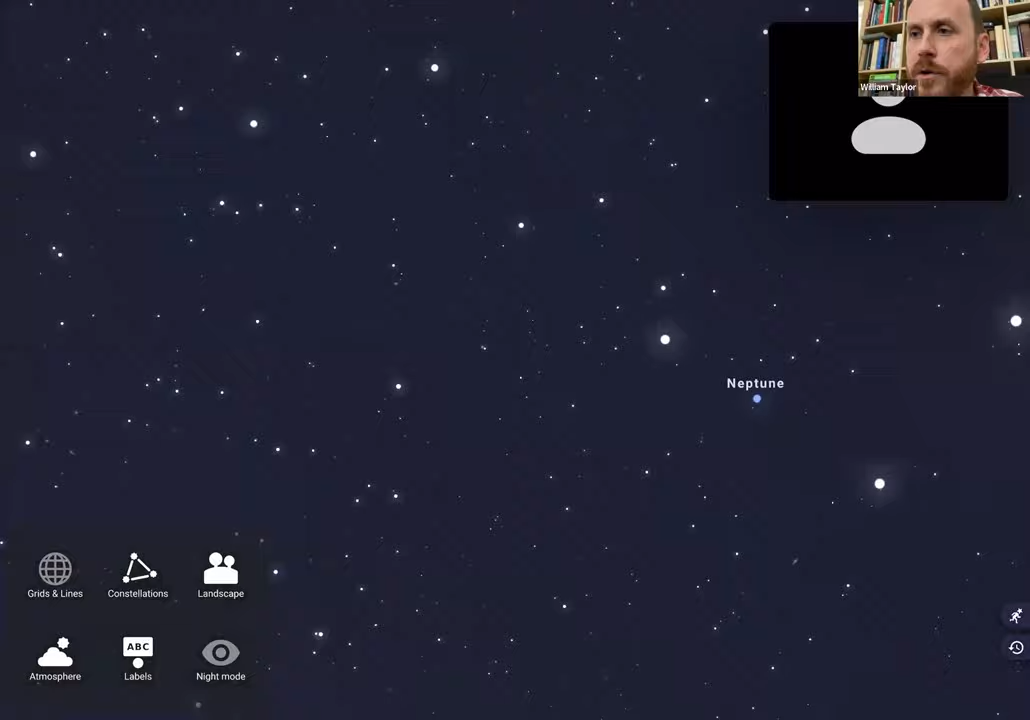 William Taylor
Neptune
Grids & Lines
Constellations
Landscape
ABC
Atmosphere
Labels
Night mode